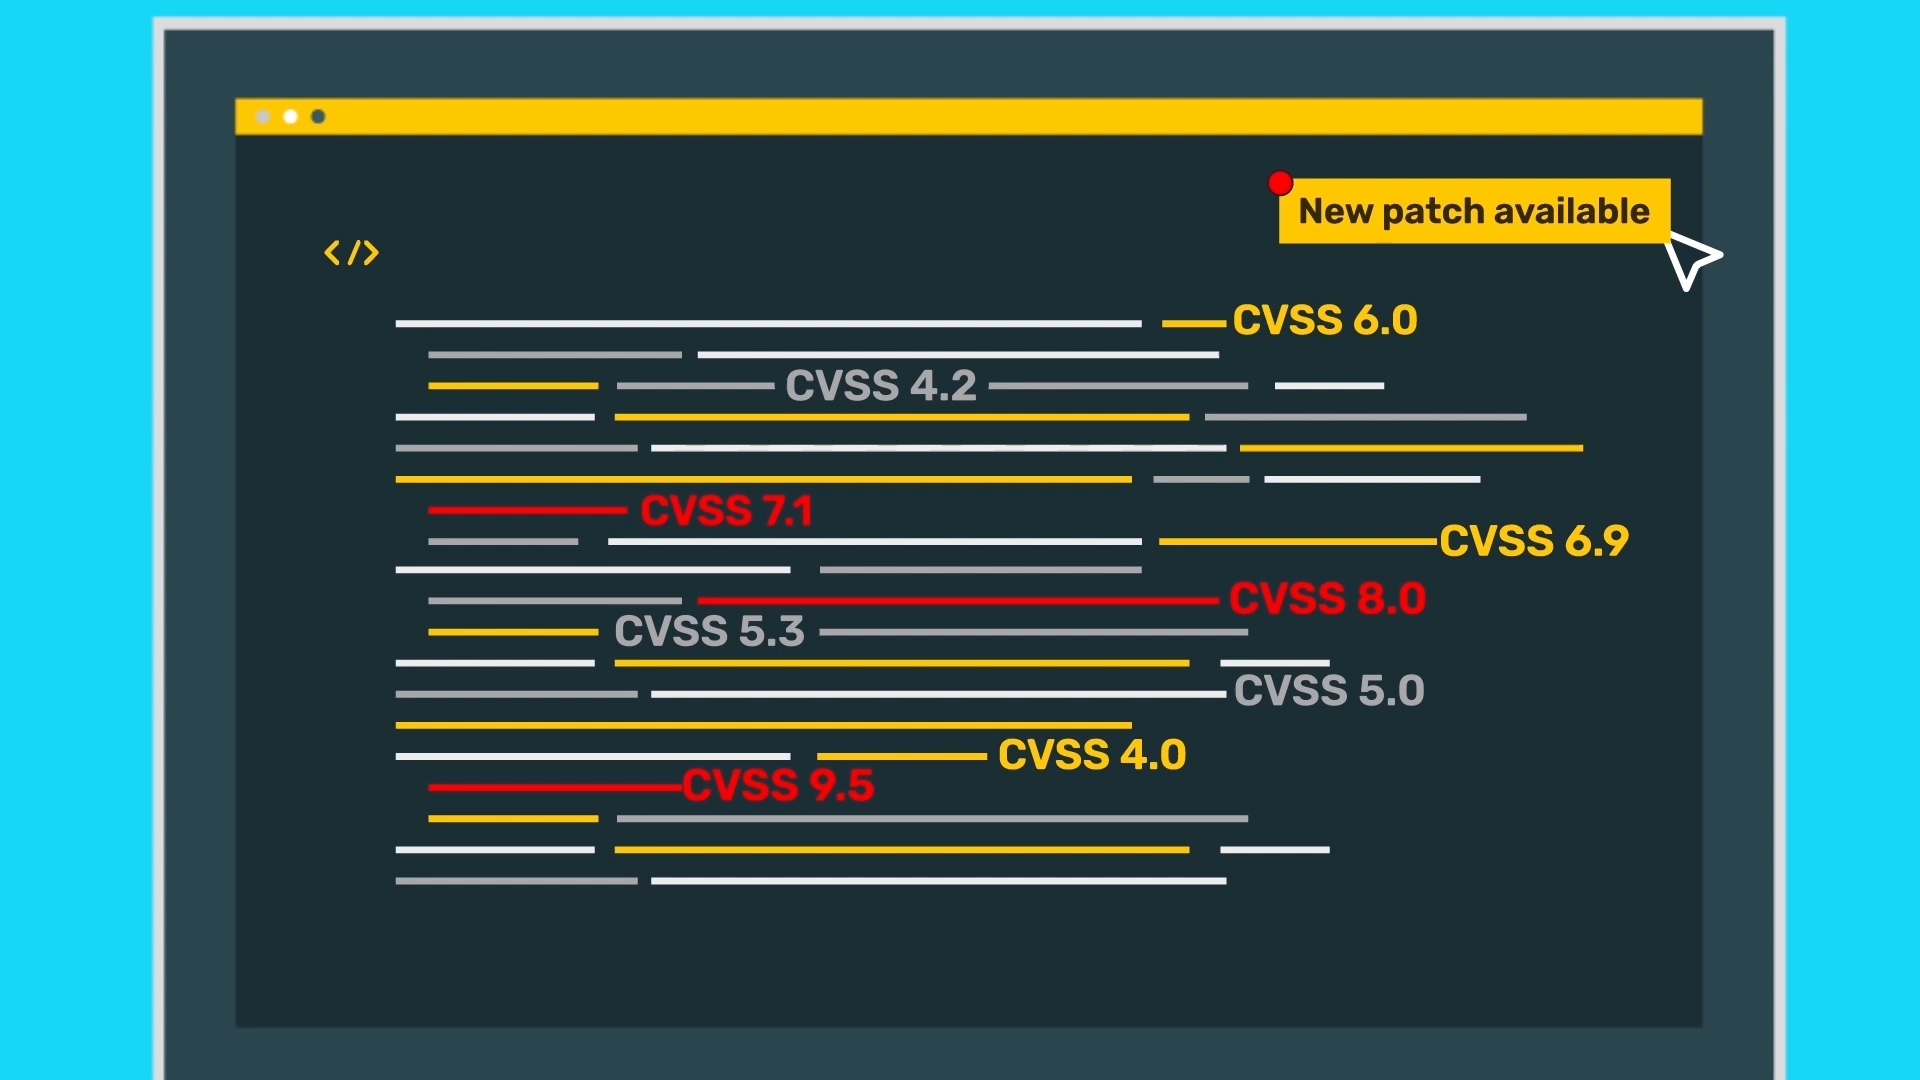 New patch available
</>
CVSS 6.0
CVSS 4.2
CVSS 7.1
CVSS 6.9
CVSS 8.0
CVSS 5.3
CVSS 5.0
CVSS 4.0
CVSS 9.5